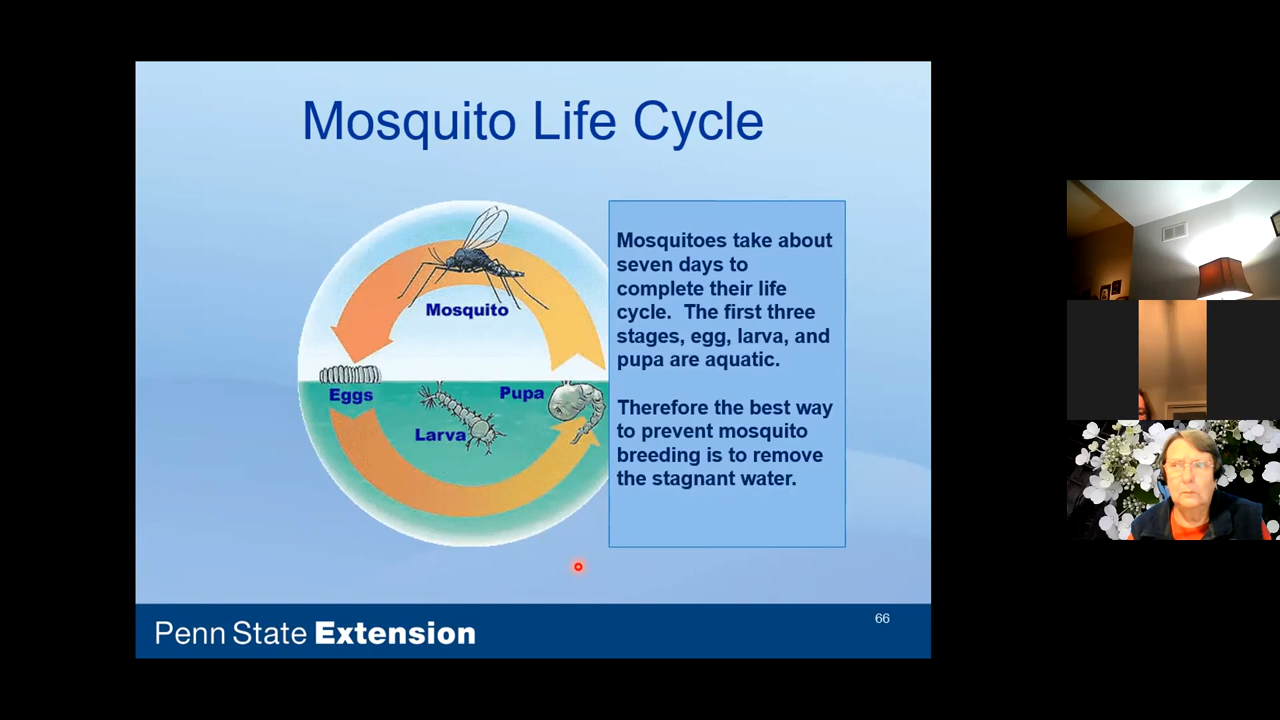 Mosquito Life Cycle
Mosquito
Eggs
Pupa
Larva
Mosquitoes take about
seven days to
complete their life
cycle.  The first three
stages, egg, larva, and
pupa are aquatic.
Therefore the best way
to prevent mosquito
breeding is to remove
the stagnant water.
Penn State Extension
66